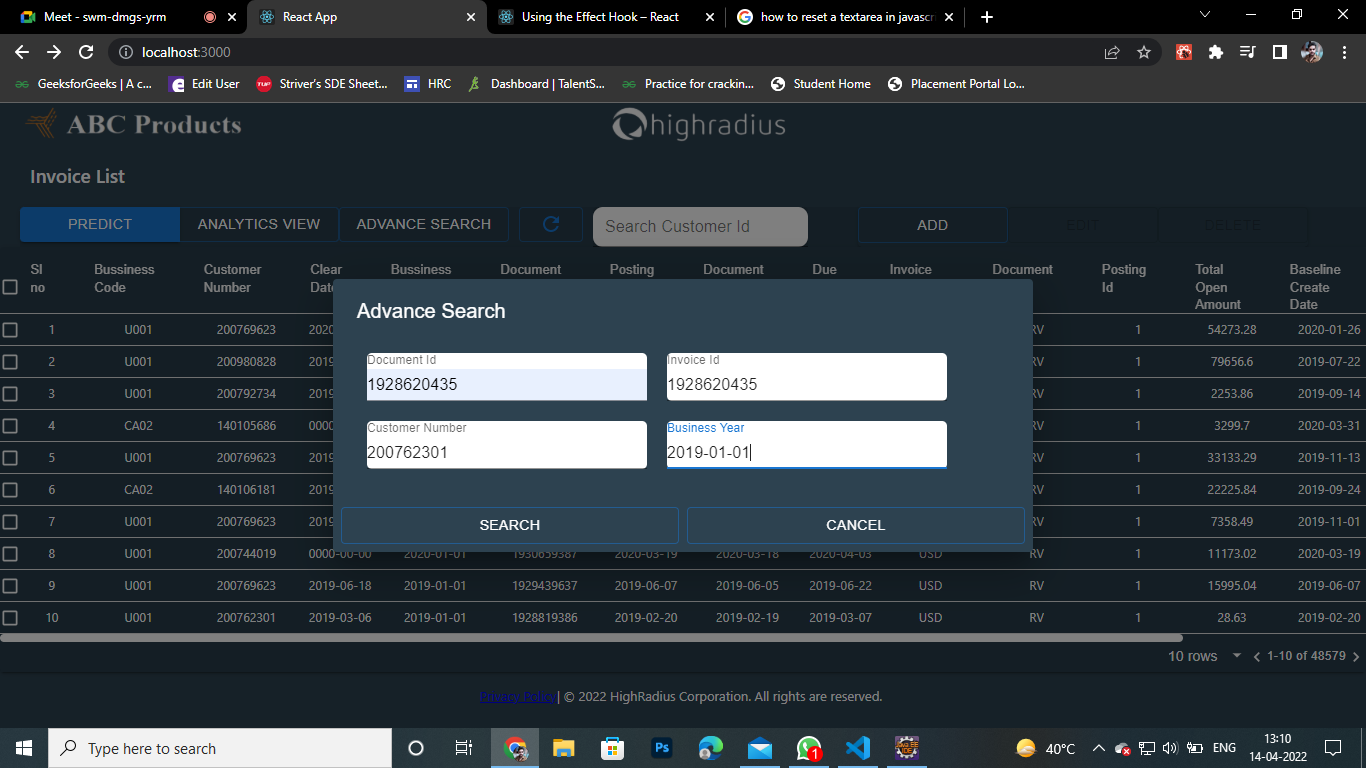 Meet - swm-dmgs-yrm
React App
Using the Effect Hook – React
how to reset a textarea in javascri
localhost:3000
GeeksforGeeks | A c...
Edit User
Striver's SDE Sheet...
HRC
Dashboard | TalentS...
Practice for crackin...
Student Home
Placement Portal Lo...
ABC Products
highradius
Invoice List
PREDICT
ANALYTICS VIEW
ADVANCE SEARCH
Search Customer Id
ADD
EDIT
DELETE
Sl no
Bussiness Code
Customer Number
Clear Date
Bussiness
Document
Posting
Document
Due
Invoice
Document
Posting Id
Total Open Amount
Baseline Create Date
Advance Search
Document Id
1928620435
Invoice Id
1928620435
Customer Number
200762301
Business Year
2019-01-01
SEARCH
CANCEL
1 U001 200769623 2020 RV 1 54273.28 2020-01-26
2 U001 200980828 2019 RV 1 79656.6 2019-07-22
3 U001 200792734 2019 RV 1 2253.86 2019-09-14
4 CA02 140105686 0000 RV 1 3299.7 2020-03-31
5 U001 200769623 2019 RV 1 33133.29 2019-11-13
6 CA02 140106181 2019 RV 1 22225.84 2019-09-24
7 U001 200769623 2019 RV 1 7358.49 2019-11-01
8 U001 200744019 0000-00-00 2020-01-01 1930659387 2020-03-19 2020-03-18 2020-04-03 USD RV 1 11173.02 2020-03-19
9 U001 200769623 2019-06-18 2019-01-01 1929439637 2019-06-07 2019-06-05 2019-06-22 USD RV 1 15995.04 2019-06-07
10 U001 200762301 2019-03-06 2019-01-01 1928819386 2019-02-20 2019-02-19 2019-03-07 USD RV 1 28.63 2019-02-20
10 rows
1-10 of 48579
Privacy Policy| © 2022 HighRadius Corporation. All rights are reserved.
Type here to search
Ps
1
40°C
ENG
13:10
14-04-2022